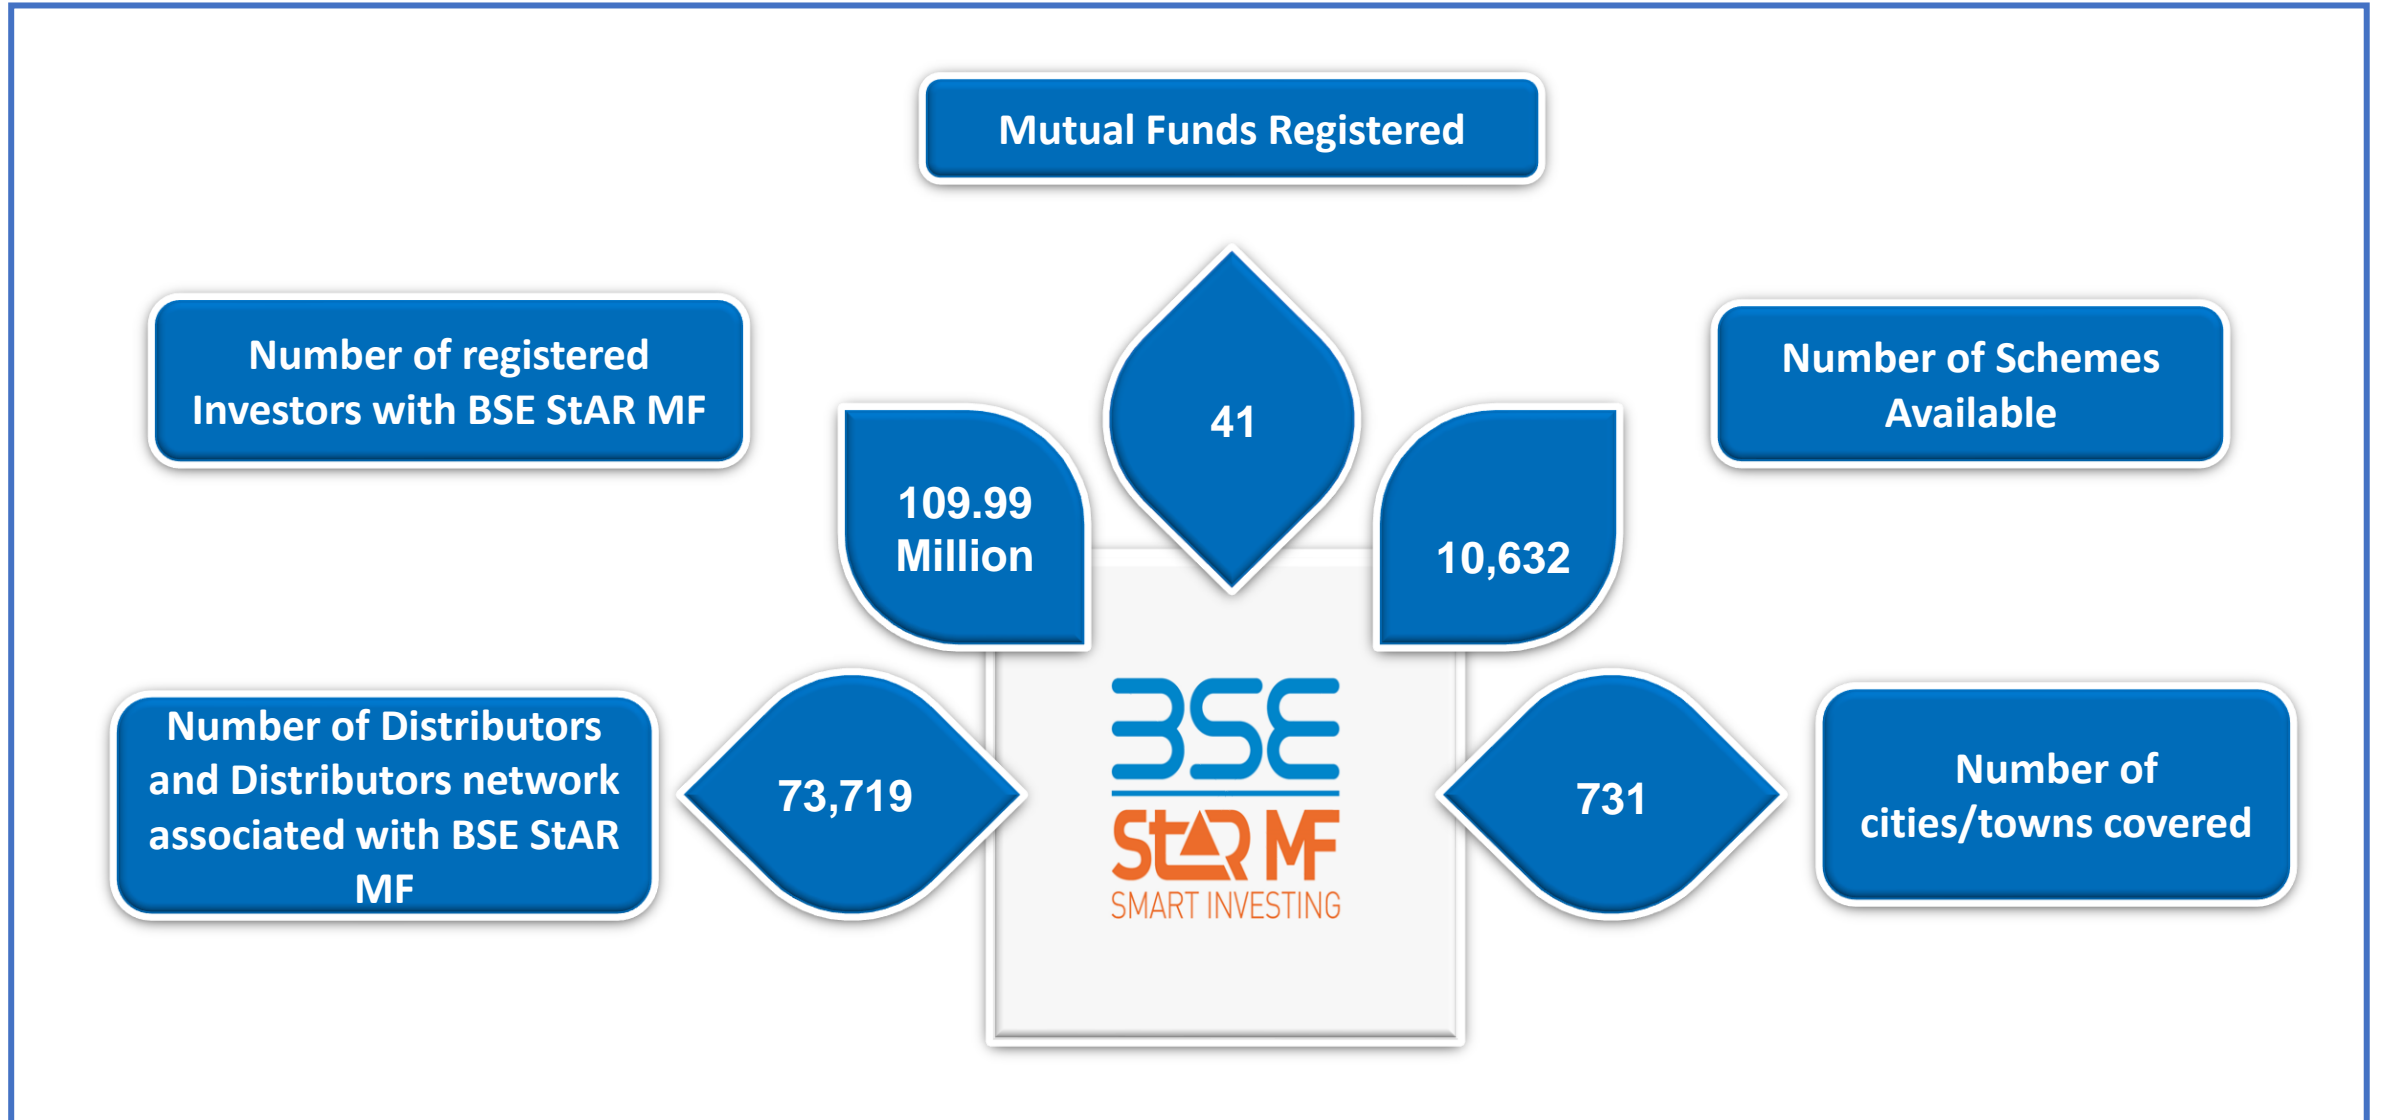 Mutual Funds Registered
41
Number of registered
Investors with BSE StAR MF
109.99
Million
Number of Schemes
Available
10,632
Number of Distributors
and Distributors network
associated with BSE StAR
MF
73,719
731
Number of
cities/towns covered
BSE
StAR MF
SMART INVESTING